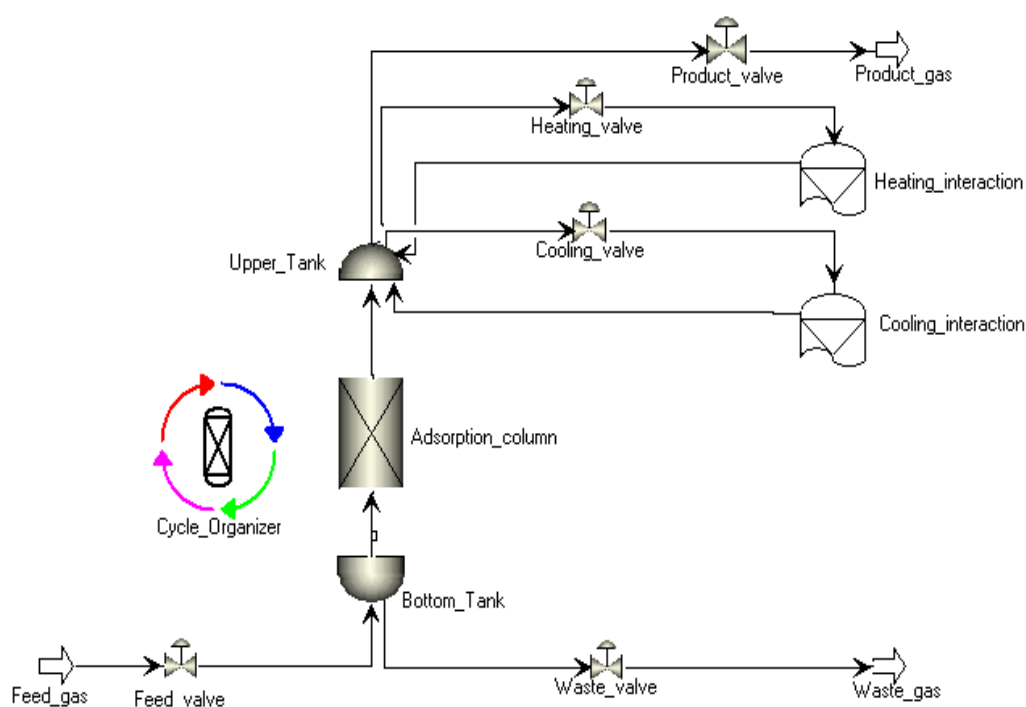 Product_valve
Product_gas
Heating_valve
Heating_interaction
Cooling_valve
Upper_Tank
Cooling_interaction
Adsorption_column
Cycle_Organizer
Bottom_Tank
Feed_gas
Feed_valve
Waste_valve
Waste_gas